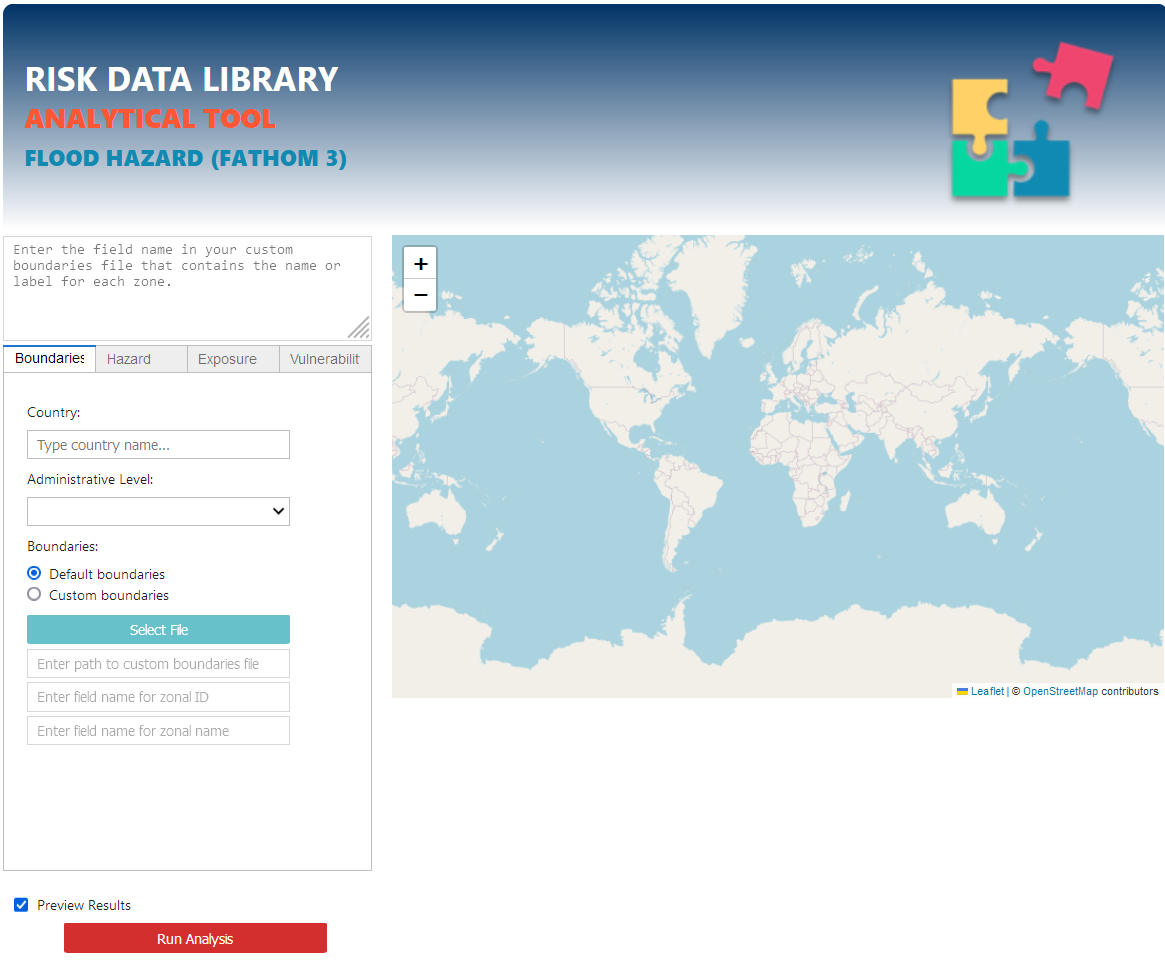 RISK DATA LIBRARY
ANALYTICAL TOOL
FLOOD HAZARD (FATHOM 3)
Enter the field name in your custom
boundaries file that contains the name or
label for each zone.
Boundaries Hazard Exposure Vulnerabilit
Country:
Type country name...
Administrative Level:
Boundaries:
Default boundaries
Custom boundaries
Select File
Enter path to custom boundaries file
Enter field name for zonal ID
Enter field name for zonal name
Preview Results
Run Analysis
+
−
Leaflet | © OpenStreetMap contributors